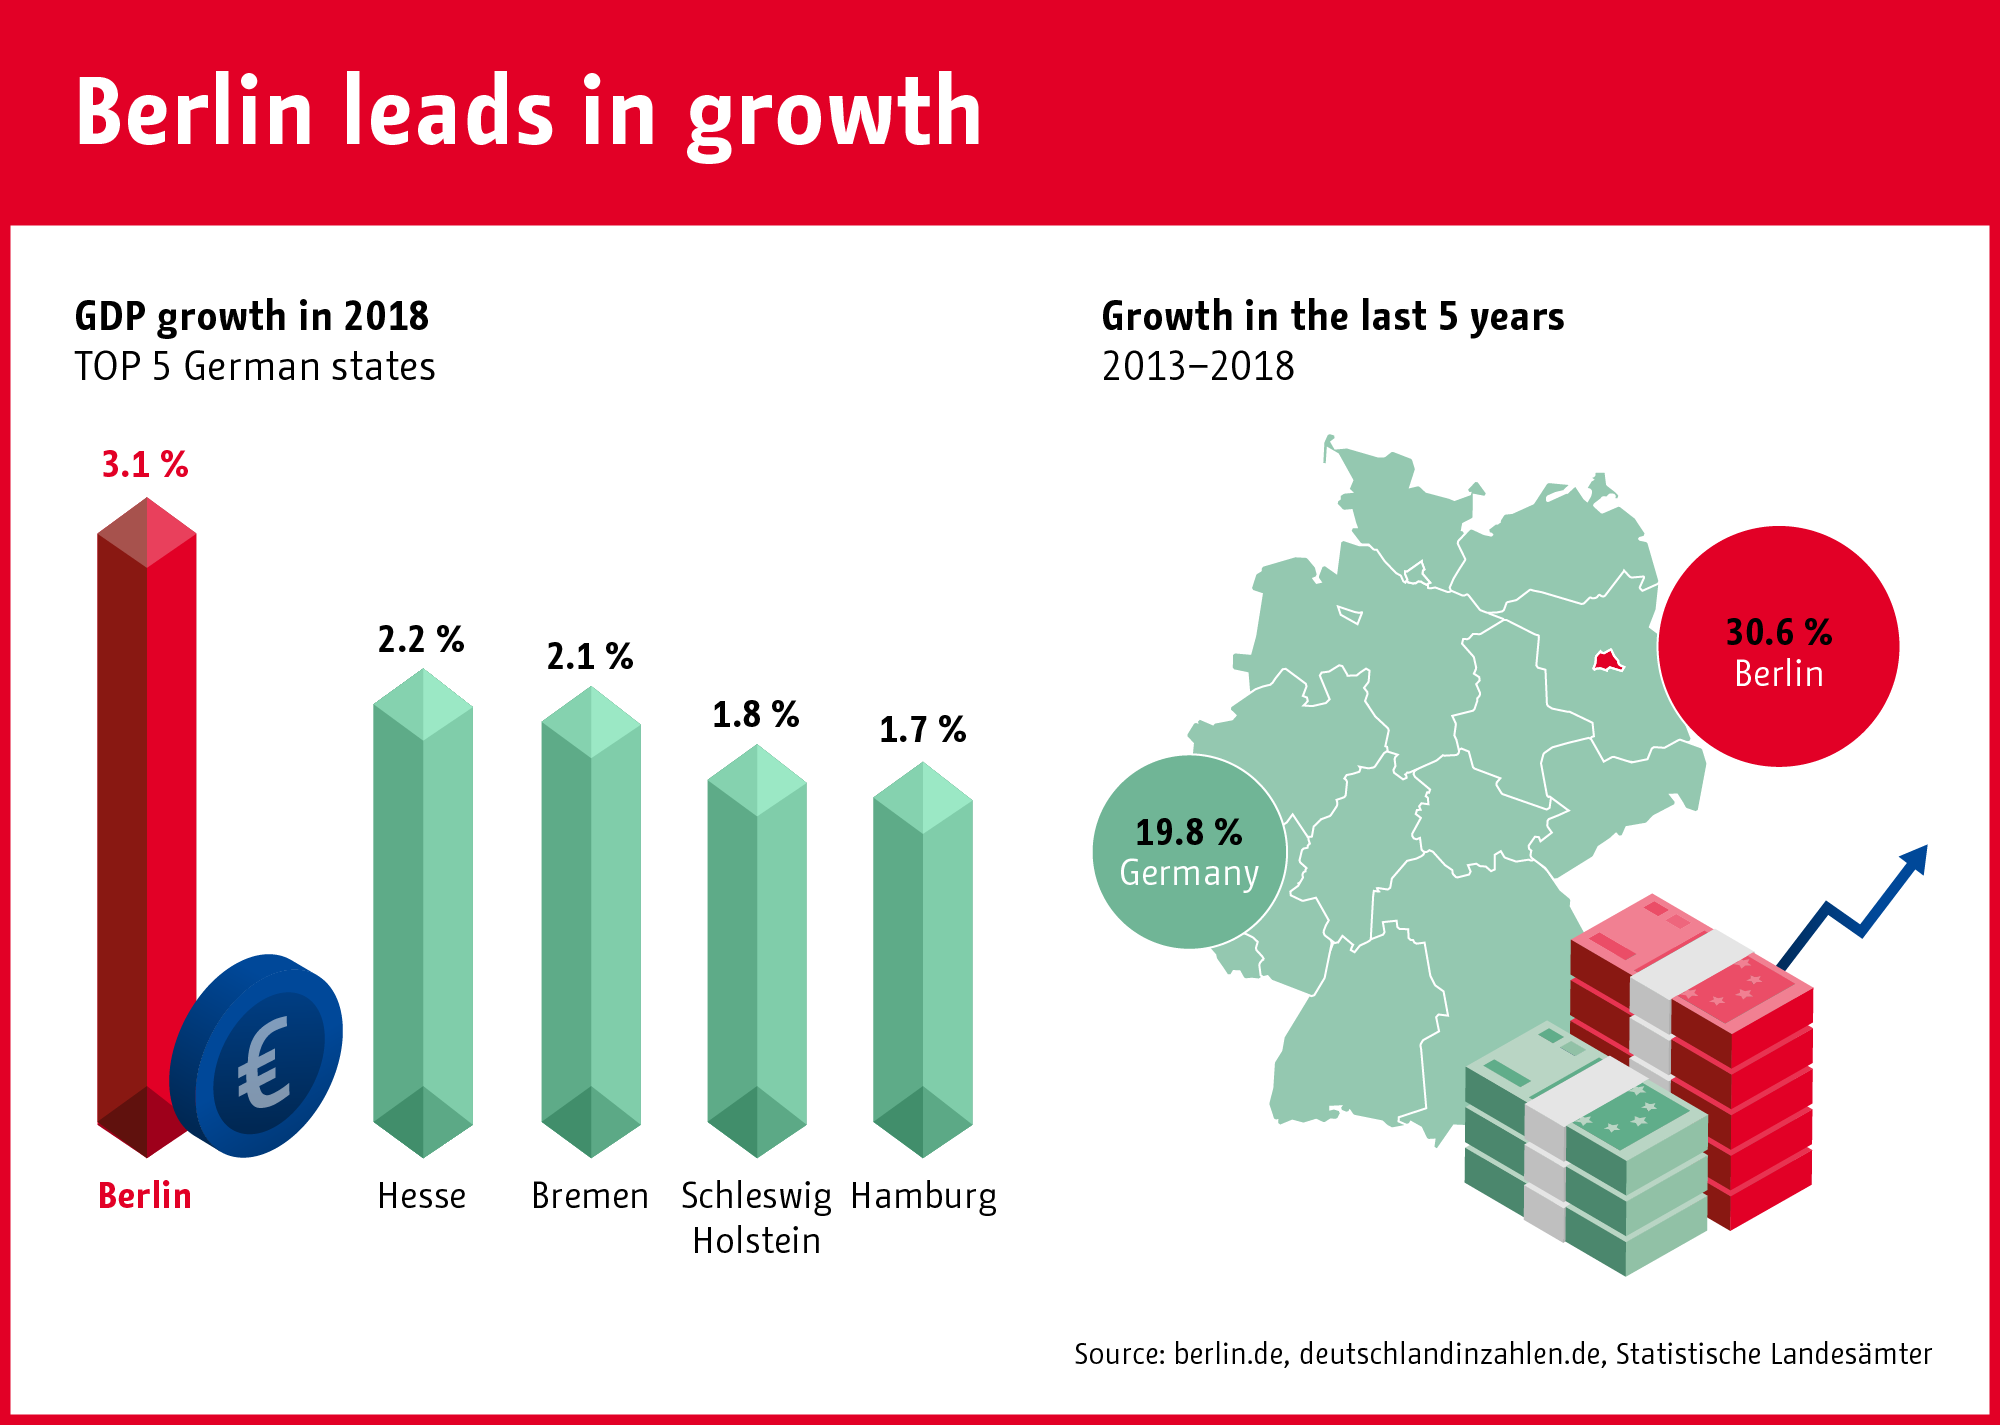 Berlin leads in growth
GDP growth in 2018
TOP 5 German states
3.1 %
2.2 %
2.1 %
1.8 %
1.7 %
€
Berlin
Hesse
Bremen
Schleswig
Holstein
Hamburg
Growth in the last 5 years
2013–2018
30.6 %
Berlin
19.8 %
Germany
Source: berlin.de, deutschlandinzahlen.de, Statistische Landesämter